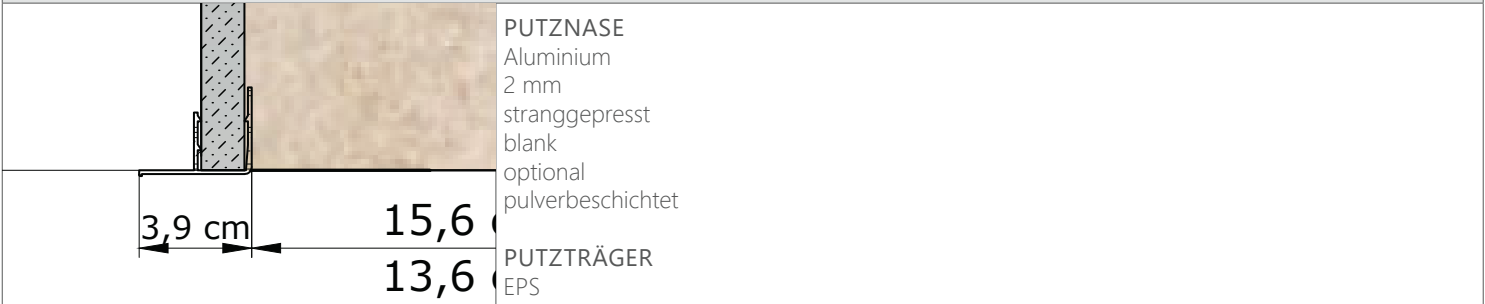 PUTZNASE
Aluminium
2 mm
stranggepresst
blank
optional
pulverbeschichtet
PUTZTRÄGER
EPS
3,9 cm
15,6
13,6